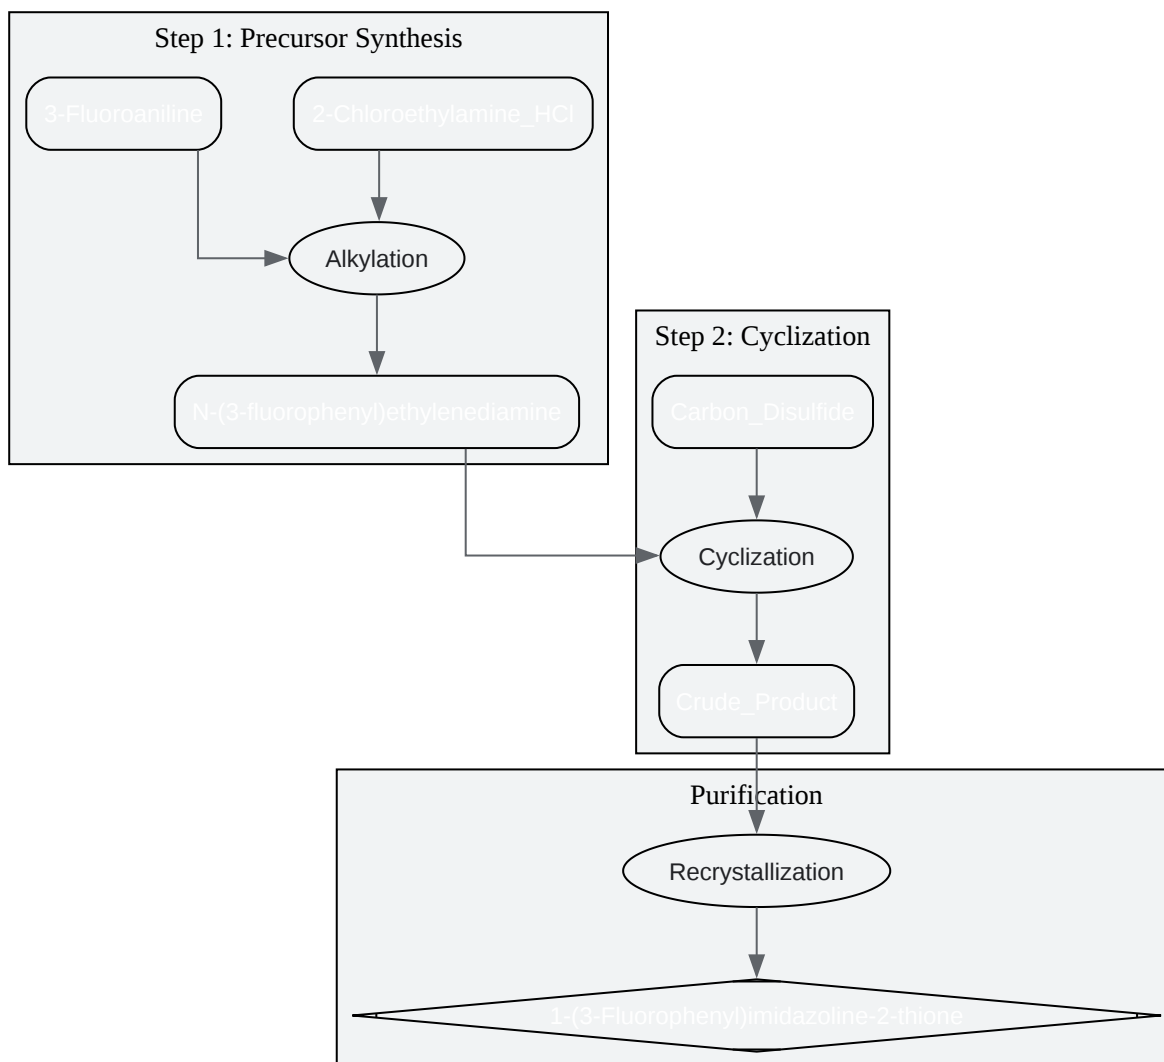 Step 1: Precursor Synthesis
3-Fluoroaniline
2-Chloroethylamine_HCl
Alkylation
N-(3-fluorophenyl)ethylenediamine
Step 2: Cyclization
Carbon_Disulfide
Cyclization
Crude_Product
Purification
Recrystallization
1-(3-Fluorophenyl)imidazoline-2-thione